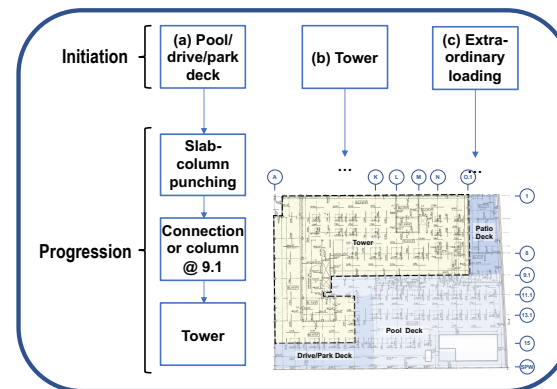 Initiation
(a) Pool/
drive/park
deck
(b) Tower
(c) Extra-
ordinary
loading
Progression
Slab-
column
punching
Connection
or column
@ 9.1
Tower
...
...
A
K
L
M
N
O.1
1
8
9.1
11.1
13.1
15
SPW
Tower
Patio
Deck
Pool Deck
Drive/Park Deck